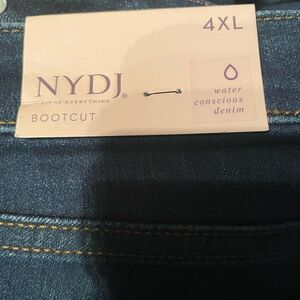 4XL
NYDJ®
FIT IS EVERYTHING
BOOTCUT
water
conscious
denim